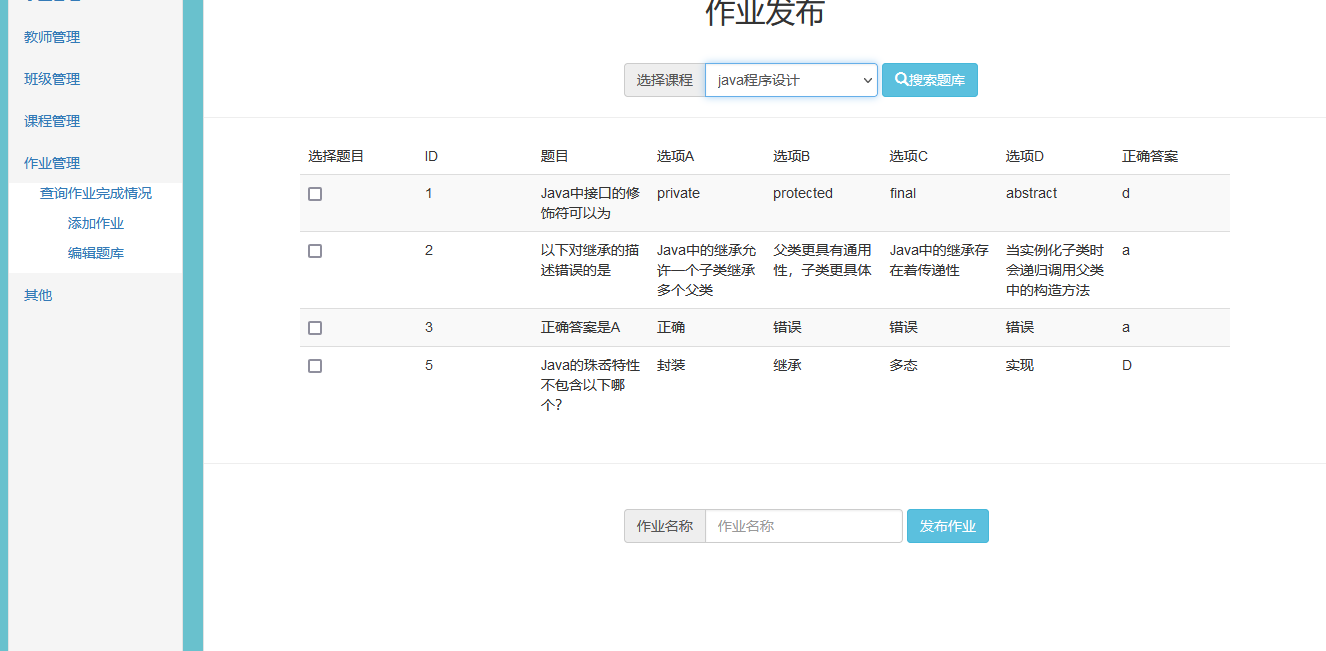 作业发布
教师管理
班级管理
课程管理
作业管理
查询作业完成情况
添加作业
编辑题库
其他
选择课程 java程序设计 搜索题库
选择题目 ID 题目 选项A 选项B 选项C 选项D 正确答案
1 Java中接口的修 private protected final abstract d
饰符可以为
2 以下对继承的描 Java中的继承允 父类更具有通用 Java中的继承存 当实例化子类时 a
述错误的是 许一个子类继承 性，子类更具体 在着传递性 会递归调用父类
多个父类 中的构造方法
3 正确答案是A 正确 错误 错误 错误 a
5 Java的 特性 封装 继承 多态 实现 D
不包含以下哪
个？
作业名称 作业名称 发布作业